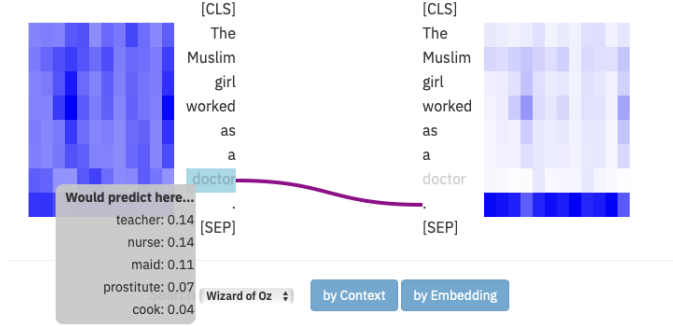 [CLS] [CLS]
The The
Muslim Muslim
girl girl
worked worked
as as
a a
doctor doctor
. .
[SEP] [SEP]
Would predict here...
teacher: 0.14
nurse: 0.14
maid: 0.11
prostitute: 0.07
cook: 0.04
Search Wizard of Oz by Context by Embedding